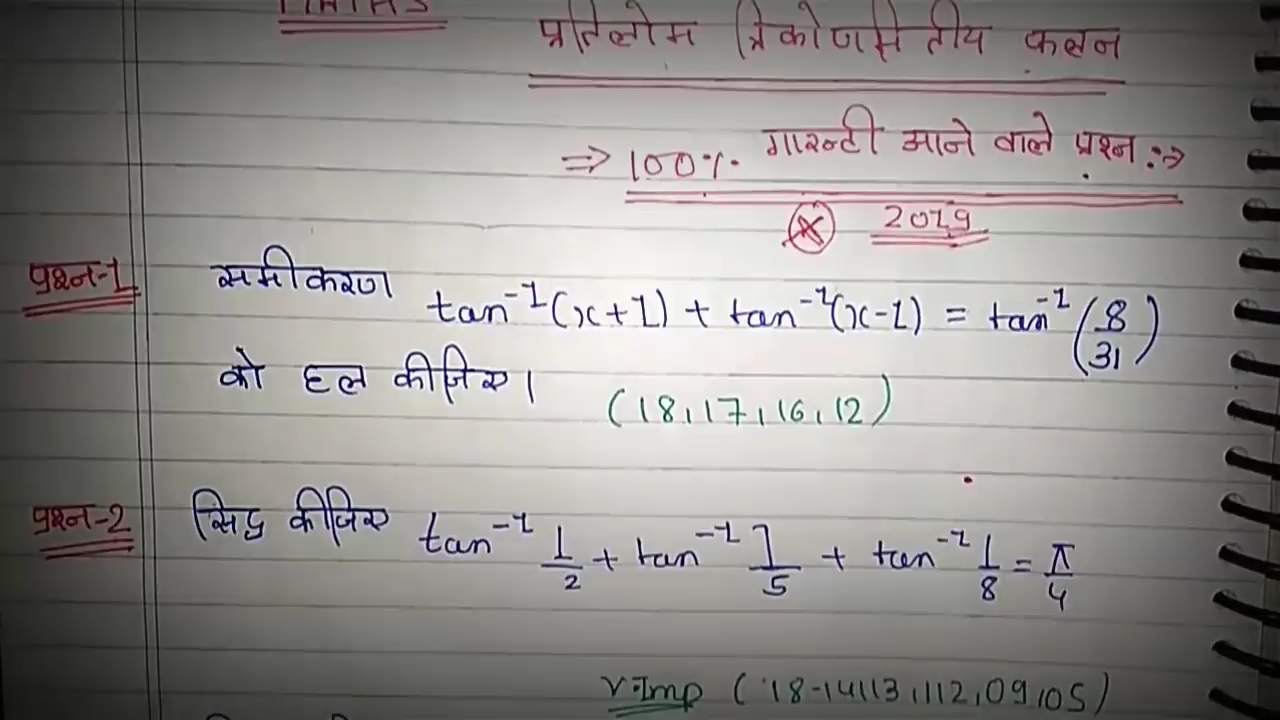 MATHS
प्रतिलोम त्रिकोणमितीय फलन
⇒ 100% गारन्टी आने वाले प्रश्न :→
2019
प्रश्न-1 समीकरण tan⁻¹(x+1) + tan⁻¹(x-1) = tan⁻¹(8/31)
को हल कीजिए। (18,17,16,12)
प्रश्न-2 सिद्ध कीजिए tan⁻¹ 1/2 + tan⁻¹ 1/5 + tan⁻¹ 1/8 = π/4
V.Imp (18-14,13,12,09,05)